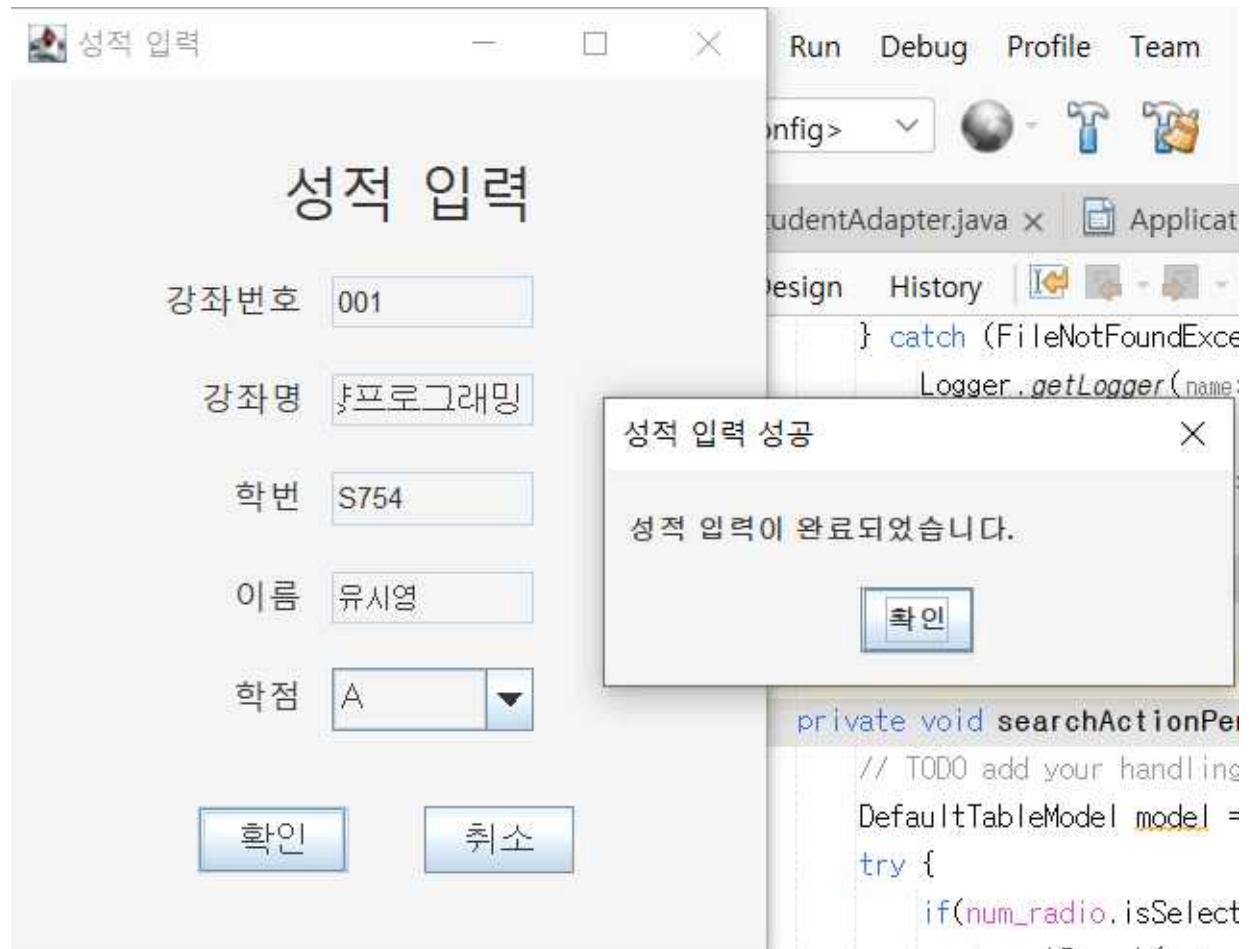 성적 입력
Run Debug Profile Team
onfig>
성적 입력
udentAdapter.java × Applicat
강좌번호 001
esign History
} catch (FileNotFoundExce
Logger.getLogger(name:
강좌명 프로그래밍
성적 입력 성공
학번 S754
성적 입력이 완료되었습니다.
이름 유시영
확인
학점 A
private void searchActionPer
// TODO add your handling
DefaultTableModel model =
try {
확인 취소
if(num_radio.isSelect